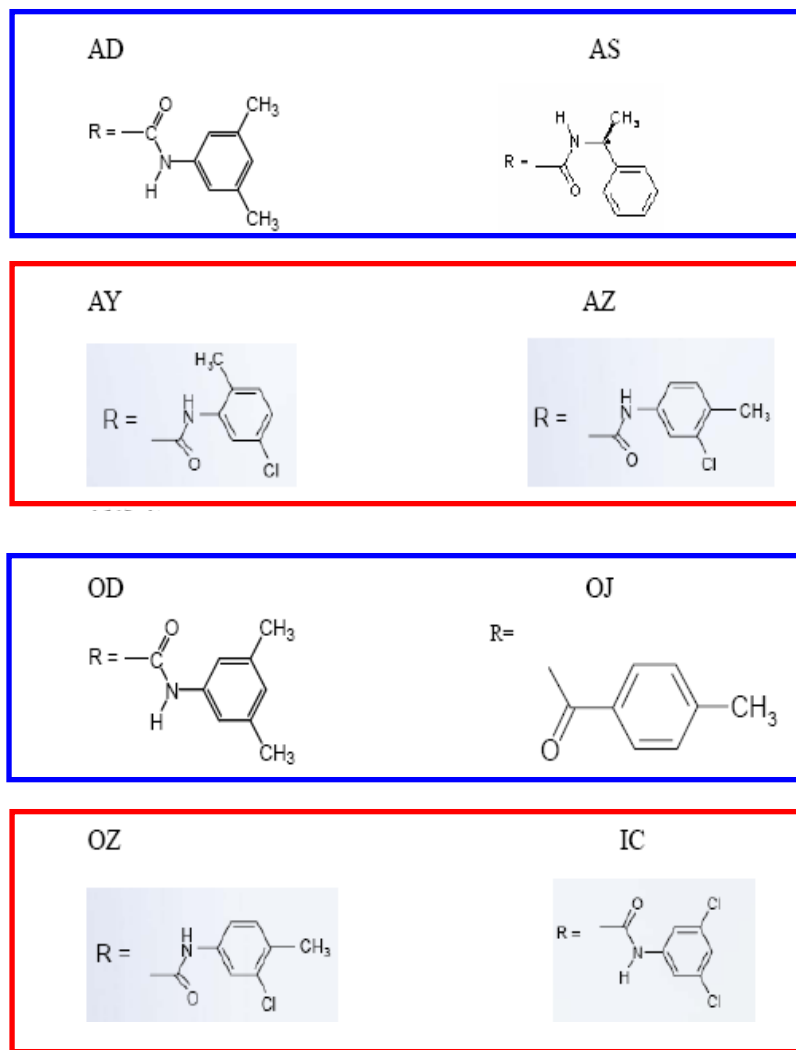 AD
AS
R =
C
O
N
H
CH3
CH3
R =
H
N
O
CH3
AY
AZ
R =
H3C
H
N
O
Cl
R =
H
N
O
CH3
Cl
OD
OJ
R =
C
O
N
H
CH3
CH3
R=
O
CH3
OZ
IC
R =
H
N
O
CH3
Cl
R =
O
N
H
Cl
Cl